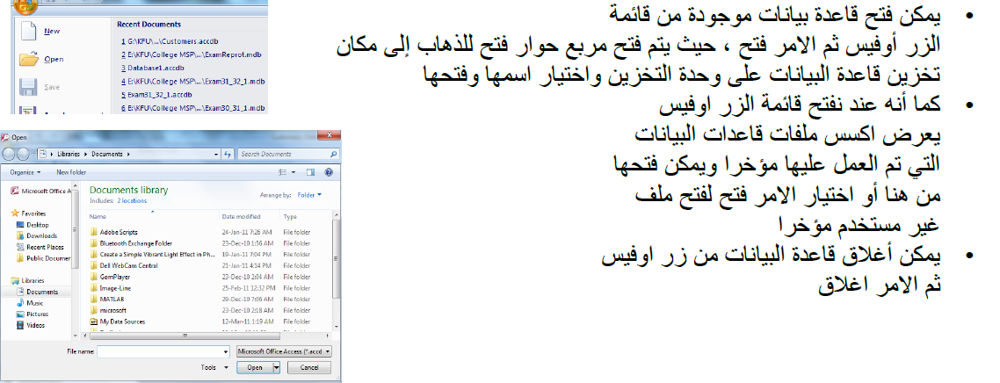 • يمكن فتح قاعدة بيانات موجودة من قائمة
الزر أوفيس ثم الامر فتح ، حيث يتم فتح مربع حوار فتح للذهاب إلى مكان
تخزين قاعدة البيانات على وحدة التخزين واختيار اسمها وفتحها
• كما أنه عند نفتح قائمة الزر اوفيس
يعرض اكسس ملفات قاعدات البيانات
التي تم العمل عليها مؤخرا ويمكن فتحها
من هنا أو اختيار الامر فتح لفتح ملف
غير مستخدم مؤخرا
• يمكن أغلاق قاعدة البيانات من زر اوفيس
ثم الامر اغلاق
New
Open
Save
Recent Documents
1 G:\KFU\...\Customers.accdb
2 E:\KFU\College MSP\...\ExamReprot.mdb
3 Database1.accdb
4 E:\KFU\College MSP\...\Exam31_32_1.mdb
5 Exam31_32_1.accdb
6 E:\KFU\College MSP\...\Exam30_31_1.mdb
Open
Libraries Documents
Search Documents
Organize New folder
Microsoft Office A
Favorites
Desktop
Downloads
Recent Places
Public Documen
Libraries
Documents
Music
Pictures
Videos
Documents library
Includes: 2 locations
Arrange by: Folder
Name Date modified Type
Adobe Scripts 24-Jan-11 7:26 AM File folder
Bluetooth Exchange Folder 23-Dec-10 1:56 AM File folder
Create a Simple Vibrant Light Effect in Ph... 19-Jan-11 7:04 PM File folder
Dell WebCam Central 21-Jan-11 4:14 PM File folder
GomPlayer 23-Dec-10 2:04 AM File folder
Image-Line 25-Feb-11 12:32 PM File folder
MATLAB 29-Dec-10 7:06 AM File folder
microsoft 23-Dec-10 2:18 AM File folder
My Data Sources 12-Mar-11 1:19 AM File folder
File name:
Microsoft Office Access (*.accd
Tools Open Cancel